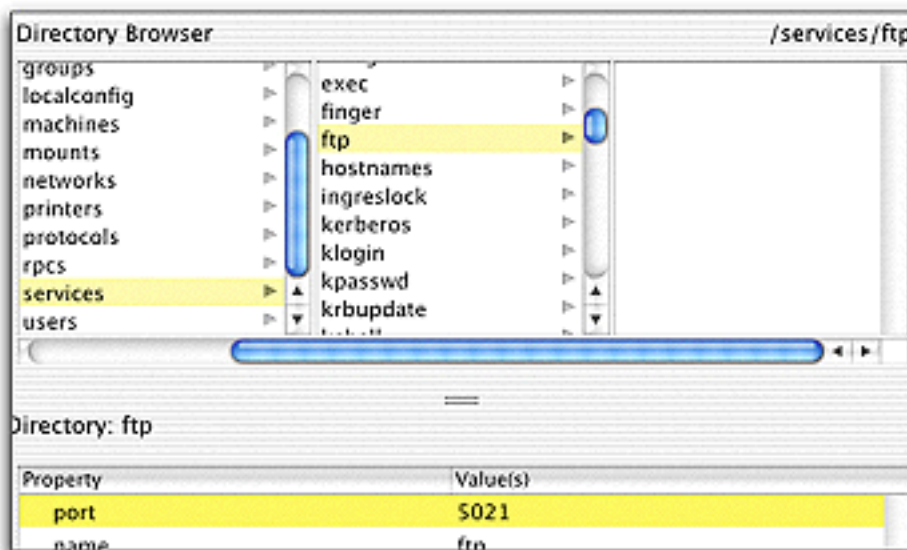 Directory Browser
/services/ftp
groups
localconfig
machines
mounts
networks
printers
protocols
rpcs
services
users
exec
finger
ftp
hostnames
ingreslock
kerberos
klogin
kpasswd
krbupdate
Directory: ftp
Property Value(s)
port 5021
name ftp